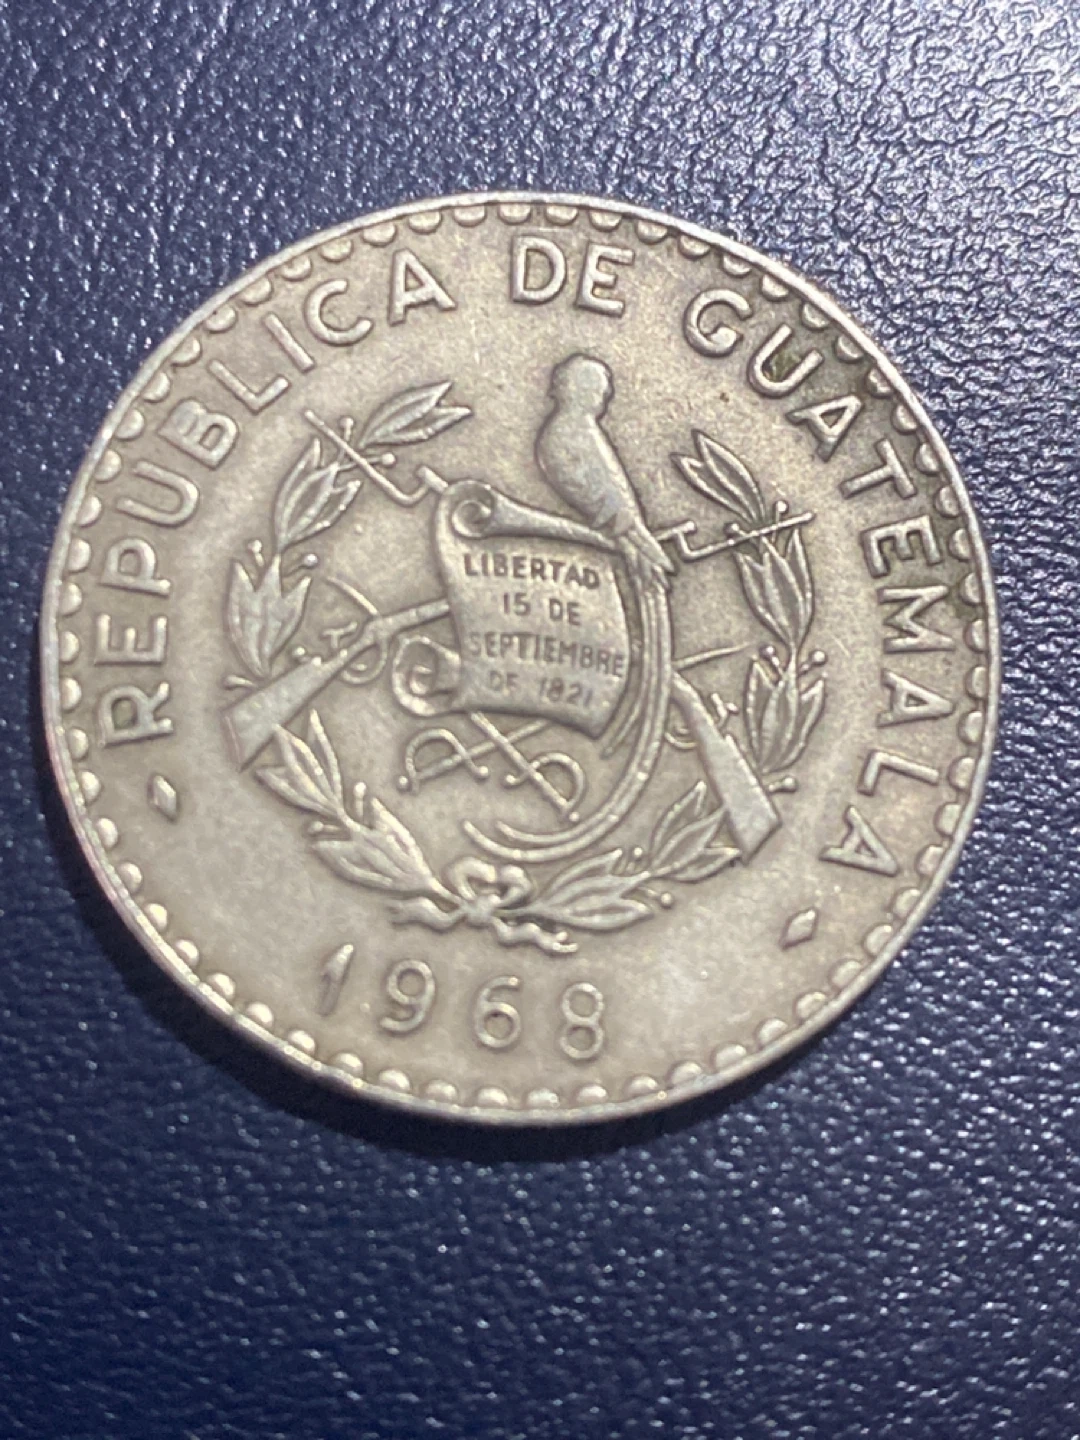 REPUBLICA DE GUATEMALA
LIBERTAD
15 DE
SEPTIEMBRE
DE 1821
1968